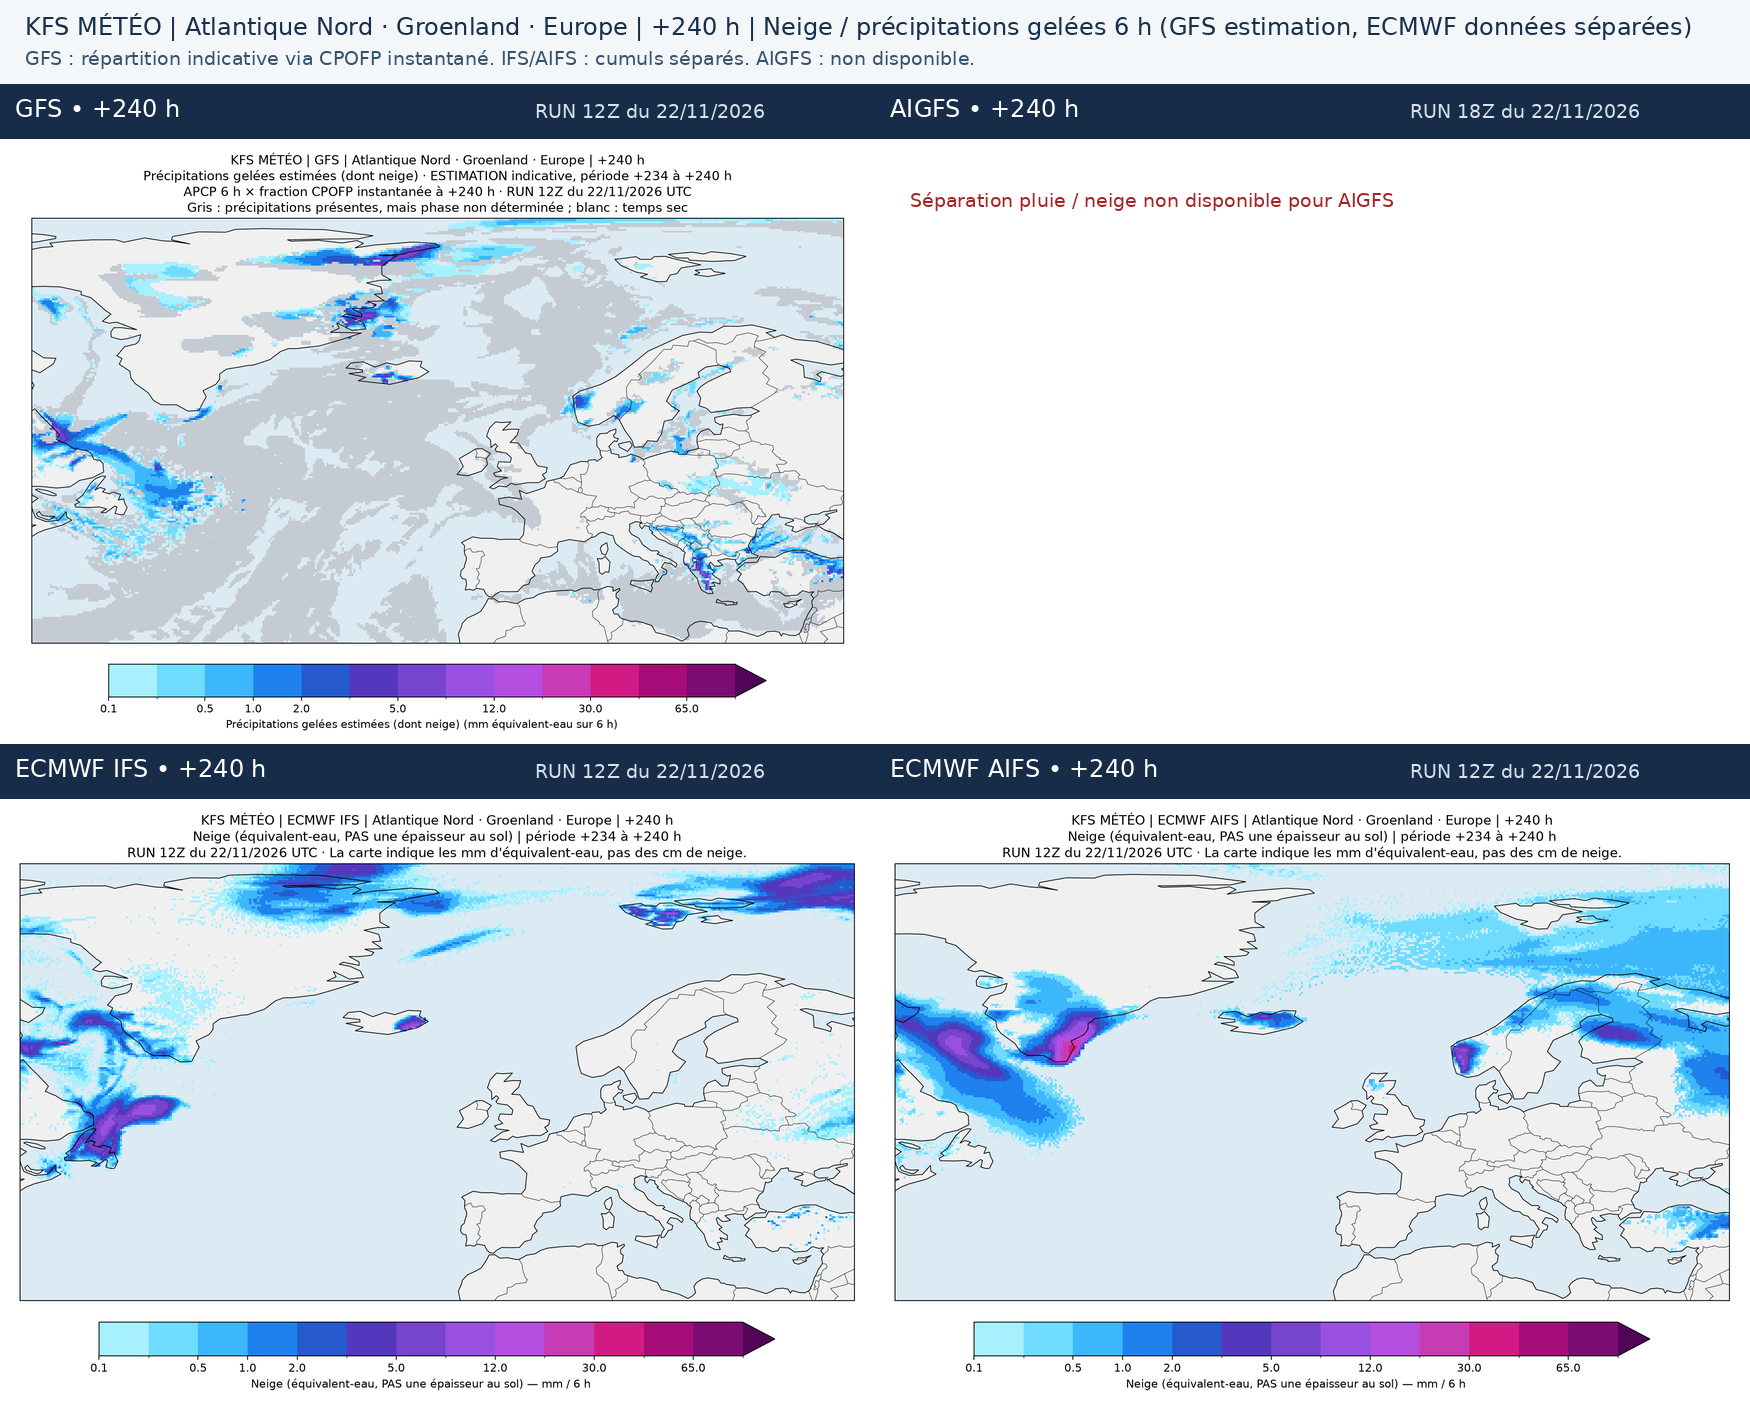 KFS MÉTÉO | Atlantique Nord · Groenland · Europe | +240 h | Neige / précipitations gelées 6 h (GFS estimation, ECMWF données séparées)
GFS : répartition indicative via CPOFP instantané. IFS/AIFS : cumuls séparés. AIGFS : non disponible.
GFS • +240 h
RUN 12Z du 22/11/2026
AIGFS • +240 h
RUN 18Z du 22/11/2026
KFS MÉTÉO | GFS | Atlantique Nord · Groenland · Europe | +240 h
Précipitations gelées estimées (dont neige) · ESTIMATION indicative, période +234 à +240 h
APCP 6 h × fraction CPOFP instantanée à +240 h · RUN 12Z du 22/11/2026 UTC
Gris : précipitations présentes, mais phase non déterminée ; blanc : temps sec
Séparation pluie / neige non disponible pour AIGFS
0.1 0.5 1.0 2.0 5.0 12.0 30.0 65.0
Précipitations gelées estimées (dont neige) (mm équivalent-eau sur 6 h)
ECMWF IFS • +240 h
RUN 12Z du 22/11/2026
ECMWF AIFS • +240 h
RUN 12Z du 22/11/2026
KFS MÉTÉO | ECMWF IFS | Atlantique Nord · Groenland · Europe | +240 h
Neige (équivalent-eau, PAS une épaisseur au sol) | période +234 à +240 h
RUN 12Z du 22/11/2026 UTC · La carte indique les mm d'équivalent-eau, pas des cm de neige.
KFS MÉTÉO | ECMWF AIFS | Atlantique Nord · Groenland · Europe | +240 h
Neige (équivalent-eau, PAS une épaisseur au sol) | période +234 à +240 h
RUN 12Z du 22/11/2026 UTC · La carte indique les mm d'équivalent-eau, pas des cm de neige.
0.1 0.5 1.0 2.0 5.0 12.0 30.0 65.0
Neige (équivalent-eau, PAS une épaisseur au sol) — mm / 6 h
0.1 0.5 1.0 2.0 5.0 12.0 30.0 65.0
Neige (équivalent-eau, PAS une épaisseur au sol) — mm / 6 h